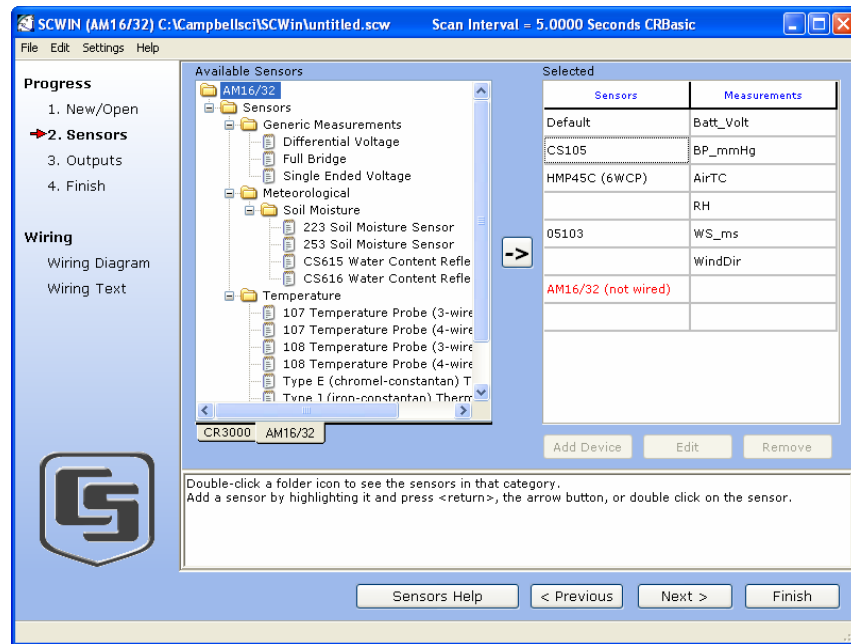 SCWIN (AM16/32) C:\Campbellsci\SCWin\untitled.scw Scan Interval = 5.0000 Seconds CRBasic
File Edit Settings Help
Progress
1. New/Open
2. Sensors
3. Outputs
4. Finish
Wiring
Wiring Diagram
Wiring Text
Available Sensors
AM16/32
Sensors
Generic Measurements
Differential Voltage
Full Bridge
Single Ended Voltage
Meteorological
Soil Moisture
223 Soil Moisture Sensor
253 Soil Moisture Sensor
CS615 Water Content Refle
CS616 Water Content Refle
Temperature
107 Temperature Probe (3-wire
107 Temperature Probe (4-wire
108 Temperature Probe (3-wire
108 Temperature Probe (4-wire
Type E (chromel-constantan) T
Type J (iron-constantan) Therm
CR3000 AM16/32
->
Selected
Sensors Measurements
Default Batt_Volt
CS105 BP_mmHg
HMP45C (6WCP) AirTC
RH
05103 WS_ms
WindDir
AM16/32 (not wired)
Add Device Edit Remove
Double-click a folder icon to see the sensors in that category.
Add a sensor by highlighting it and press <return>, the arrow button, or double click on the sensor.
Sensors Help < Previous Next > Finish